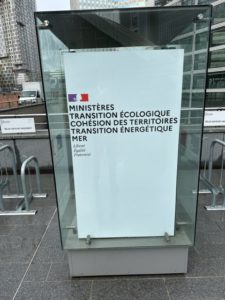 MINISTÈRES
TRANSITION ÉCOLOGIQUE
COHÉSION DES TERRITOIRES
TRANSITION ÉNERGÉTIQUE
MER
Liberté
Égalité
Fraternité